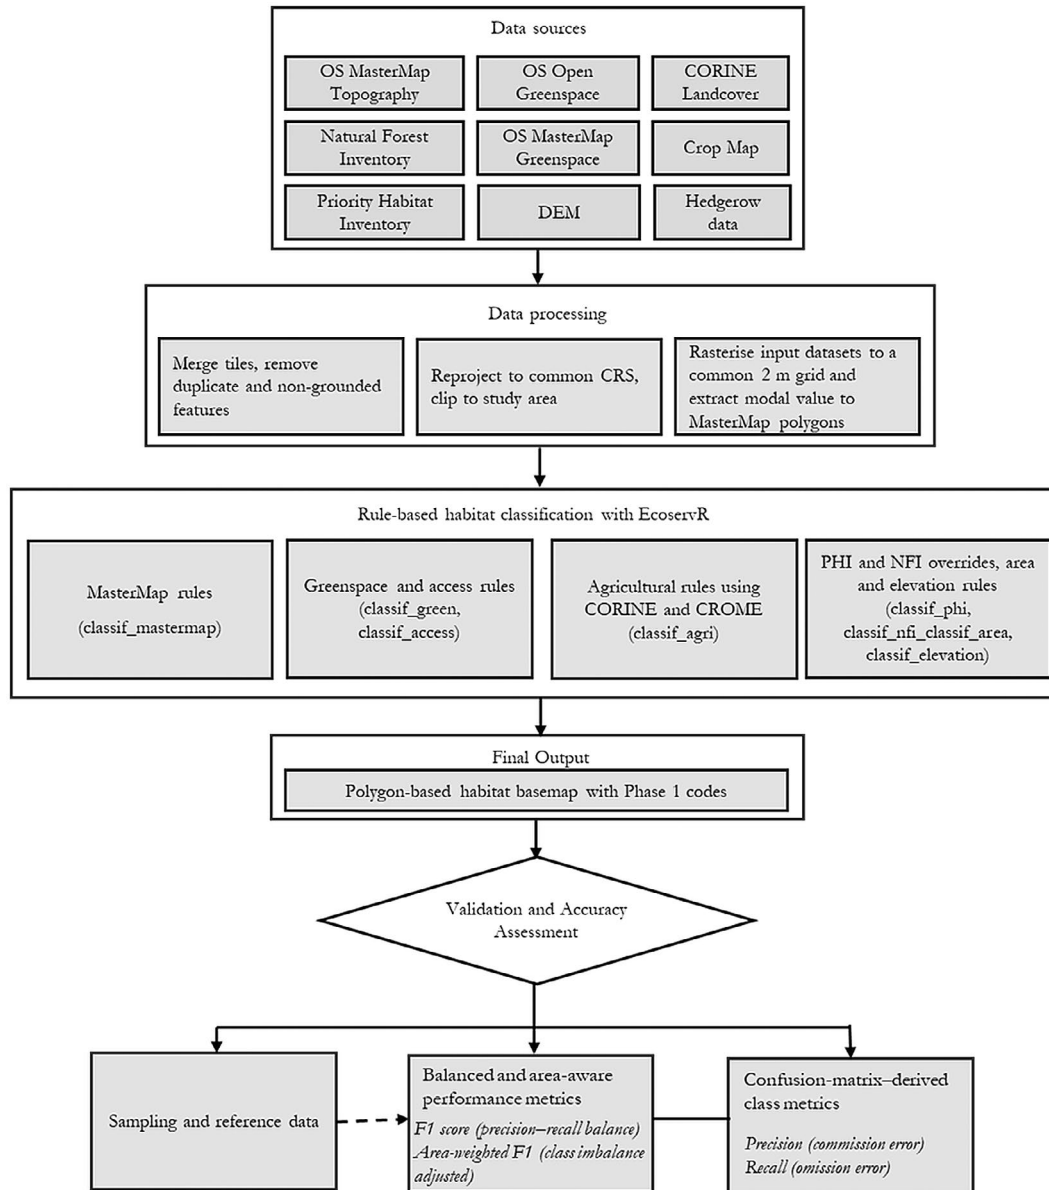 Data sources
OS MasterMap
Topography
OS Open
Greenspace
CORINE
Landcover
Natural Forest
Inventory
OS MasterMap
Greenspace
Crop Map
Priority Habitat
Inventory
DEM
Hedgerow
data
Data processing
Merge tiles, remove
duplicate and non-grounded
features
Reproject to common CRS,
clip to study area
Rasterise input datasets to a
common 2 m grid and
extract modal value to
MasterMap polygons
Rule-based habitat classification with EcoservR
MasterMap rules
(classif_mastermap)
Greenspace and access rules
(classif_green,
classif_access)
Agricultural rules using
CORINE and CROME
(classif_agri)
PHI and NFI overrides, area
and elevation rules
(classif_phi,
classif_nfi_classif_area,
classif_elevation)
Final Output
Polygon-based habitat basemap with Phase 1 codes
Validation and Accuracy
Assessment
Sampling and reference data
Balanced and area-aware
performance metrics
F1 score (precision–recall balance)
Area-weighted F1 (class imbalance
adjusted)
Confusion-matrix–derived
class metrics
Precision (commission error)
Recall (omission error)